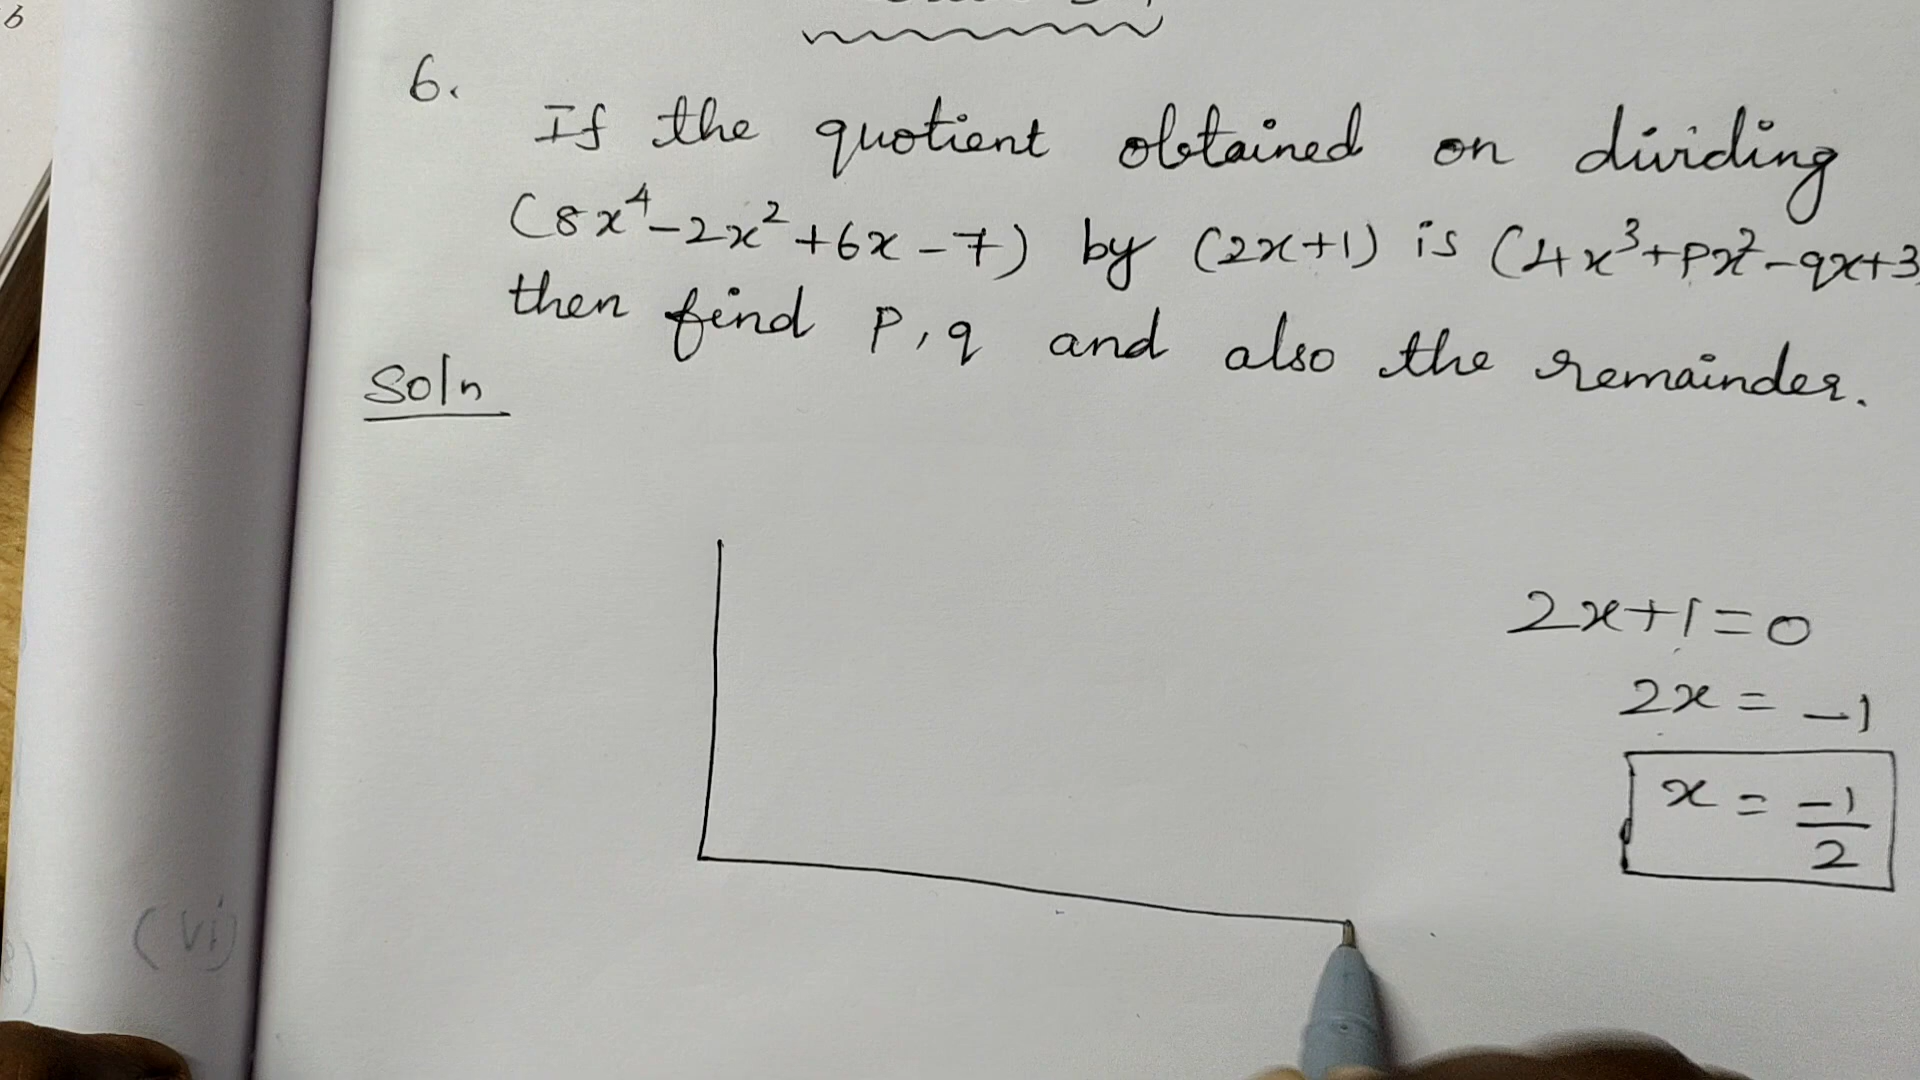 6.
If the quotient obtained on dividing
(8x⁴-2x²+6x-7) by (2x+1) is (4x³+px²-qx+3
then find P, q and also the remainder.
Soln
2x+1=0
2x = -1
x = -1/2
(vi)